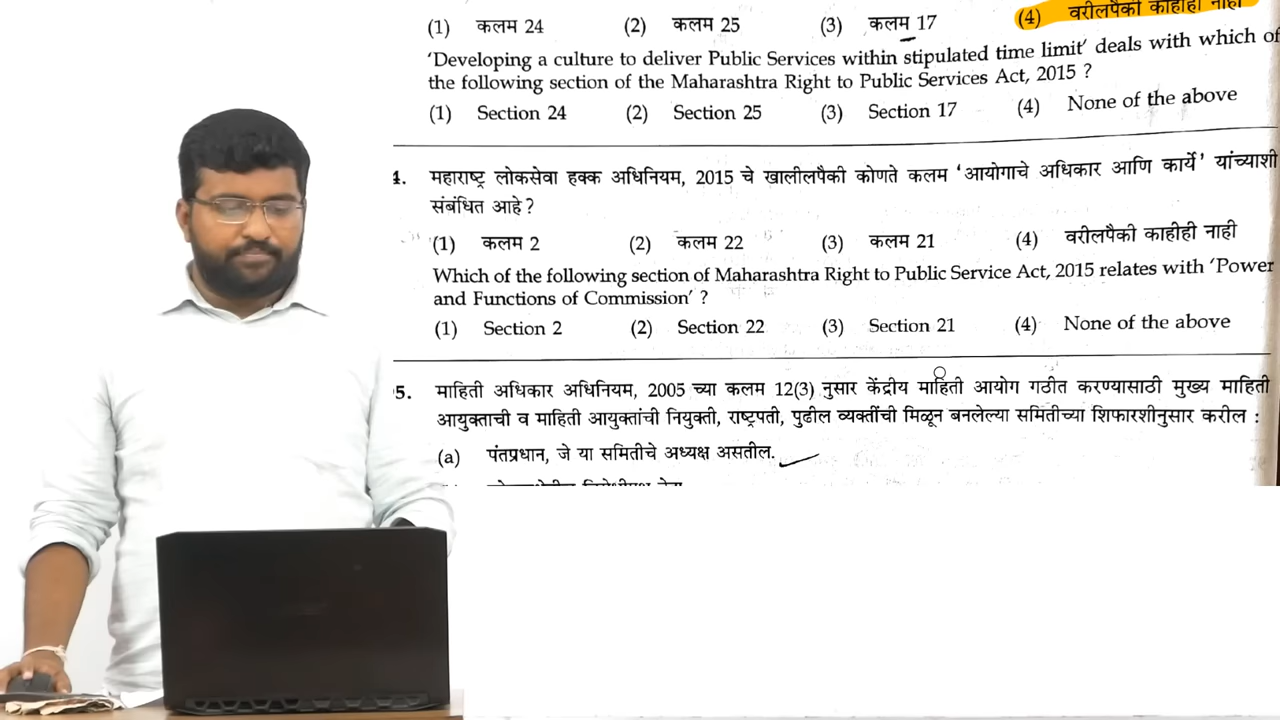 (1) कलम 24 (2) कलम 25 (3) कलम 17 (4) वरीलपैकी काहीही नाही
'Developing a culture to deliver Public Services within stipulated time limit' deals with which of
the following section of the Maharashtra Right to Public Services Act, 2015 ?
(1) Section 24 (2) Section 25 (3) Section 17 (4) None of the above
4. महाराष्ट्र लोकसेवा हक्क अधिनियम, 2015 चे खालीलपैकी कोणते कलम 'आयोगाचे अधिकार आणि कार्ये' यांच्याशी
संबंधित आहे ?
(1) कलम 2 (2) कलम 22 (3) कलम 21 (4) वरीलपैकी काहीही नाही
Which of the following section of Maharashtra Right to Public Service Act, 2015 relates with 'Power
and Functions of Commission' ?
(1) Section 2 (2) Section 22 (3) Section 21 (4) None of the above
5. माहिती अधिकार अधिनियम, 2005 च्या कलम 12(3) नुसार केंद्रीय माहिती आयोग गठीत करण्यासाठी मुख्य माहिती
आयुक्ताची व माहिती आयुक्तांची नियुक्ती, राष्ट्रपती, पुढील व्यक्तींची मिळून बनलेल्या समितीच्या शिफारशीनुसार करील :
(a) पंतप्रधान, जे या समितीचे अध्यक्ष असतील.